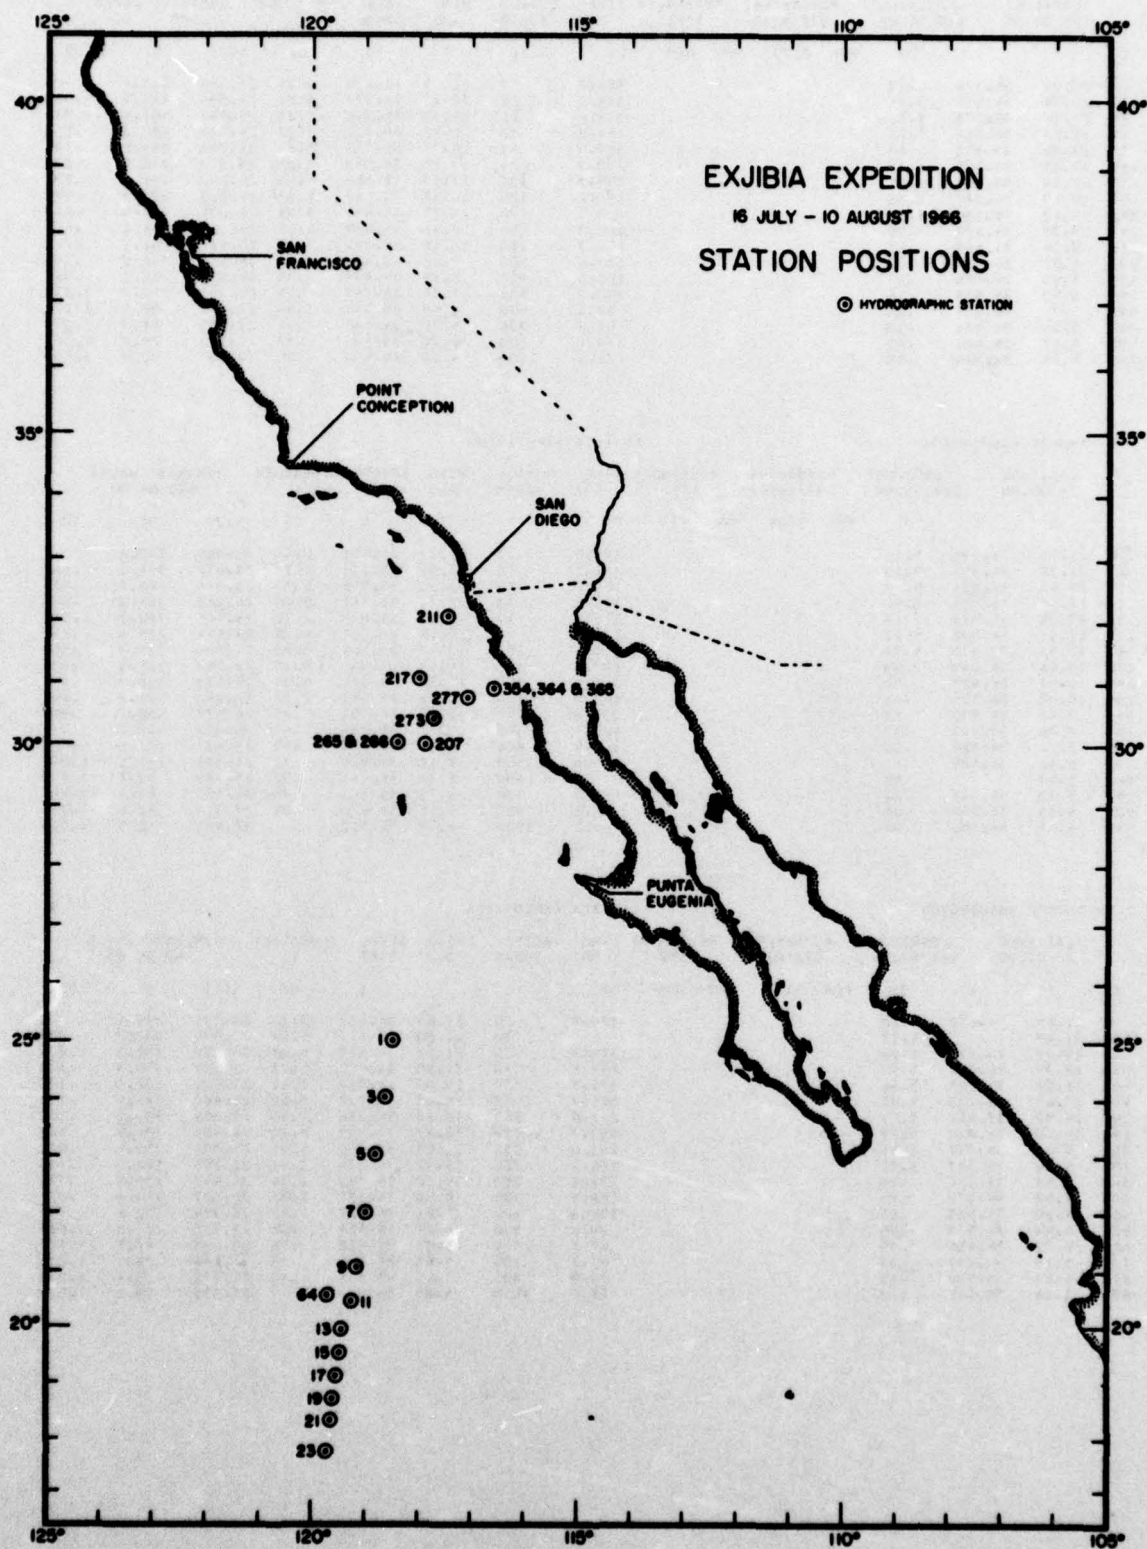 125° 120° 115° 110° 105°
40° 40°
EXJIBIA EXPEDITION
16 JULY – 10 AUGUST 1966
STATION POSITIONS
HYDROGRAPHIC STATION
SAN
FRANCISCO
POINT
CONCEPTION
35° 35°
SAN
DIEGO
211
217
354, 364 & 365
277
273
30° 265 & 266 207 30°
PUNTA
EUGENIA
25° 1 25°
3
5
7
9
64 11
20° 13 20°
15
17
19
21
23
125° 120° 115° 110° 105°